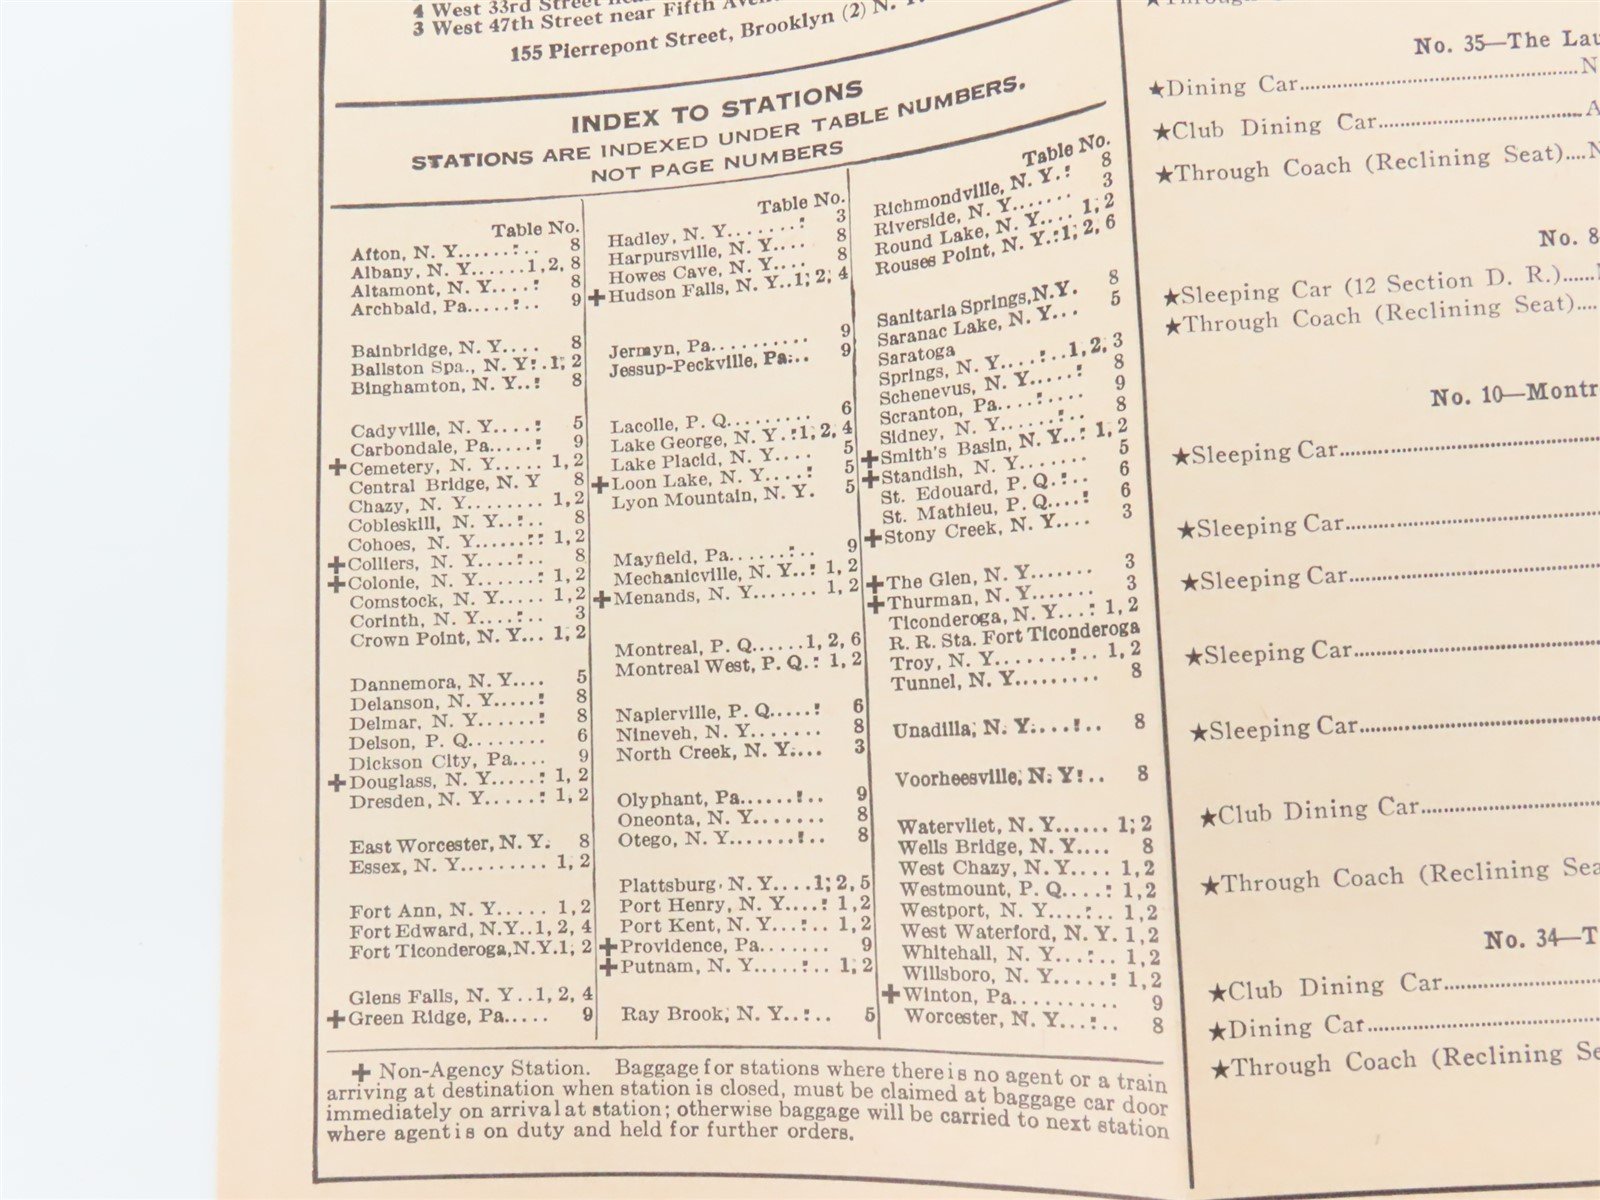 4 West 33rd Street
3 West 47th Street near Fifth
155 Pierrepont Street, Brooklyn (2) N. Y.
INDEX TO STATIONS
STATIONS ARE INDEXED UNDER TABLE NUMBERS.
NOT PAGE NUMBERS
Table No.
Afton, N. Y......:.. 8
Albany, N. Y......1, 2, 8
Altamont, N. Y....: 8
Archbald, Pa.....:.. 9
Bainbridge, N. Y.... 8
Ballston Spa., N. Y:.1, 2
Binghamton, N. Y..: 8
Cadyville, N. Y....: 5
Carbondale, Pa....: 9
✚Cemetery, N. Y..... 1, 2
Central Bridge, N. Y 8
Chazy, N. Y........ 1, 2
Cobleskill, N. Y..:.. 8
Cohoes, N. Y......:: 1, 2
✚Colliers, N. Y....:.. 8
✚Colonie, N. Y......: 1, 2
Comstock, N. Y..... 1, 2
Corinth, N. Y....:.. 3
Crown Point, N. Y... 1, 2
Dannemora, N. Y.... 5
Delanson, N. Y.....: 8
Delmar, N. Y......: 8
Delson, P. Q........ 6
Dickson City, Pa.... 9
✚Douglass, N. Y.....: 1, 2
Dresden, N. Y.....: 1, 2
East Worcester, N. Y. 8
Essex, N. Y......... 1, 2
Fort Ann, N. Y..... 1, 2
Fort Edward, N.Y..1, 2, 4
Fort Ticonderoga,N.Y.1, 2
Glens Falls, N. Y..1, 2, 4
✚Green Ridge, Pa..... 9
Table No.
Hadley, N. Y.......: 3
Harpursville, N. Y.... 8
Howes Cave, N. Y.... 8
✚Hudson Falls, N. Y..1, 2, 4
Jermyn, Pa.......... 9
Jessup-Peckville, Pa... 9
Lacolle, P. Q......... 6
Lake George, N. Y.:1, 2, 4
Lake Placid, N. Y.... 5
✚Loon Lake, N. Y....: 5
Lyon Mountain, N. Y. 5
Mayfield, Pa......:.. 9
Mechanicville, N. Y..: 1, 2
✚Menands, N. Y....... 1, 2
Montreal, P. Q......1, 2, 6
Montreal West, P. Q.: 1, 2
Napierville, P. Q.....: 6
Nineveh, N. Y....... 8
North Creek, N. Y.... 3
Olyphant, Pa......:.. 9
Oneonta, N. Y....... 8
Otego, N. Y.......:.. 8
Plattsburg, N. Y....1, 2, 5
Port Henry, N. Y....: 1, 2
Port Kent, N. Y...:.. 1, 2
✚Providence, Pa....... 9
✚Putnam, N. Y.....:.. 1, 2
Ray Brook, N. Y..:.. 5
Table No.
Richmondville, N. Y.: 8
Riverside, N. Y....... 3
Round Lake, N. Y.... 1, 2
Rouses Point, N. Y.:1, 2, 6
Sanitaria Springs,N.Y. 8
Saranac Lake, N. Y... 5
Saratoga
Springs, N. Y....:..1, 2, 3
Schenevus, N. Y.....: 8
Scranton, Pa....:.... 9
Sidney, N. Y......:.. 8
✚Smith's Basin, N. Y..: 1, 2
✚Standish, N. Y....... 5
St. Edouard, P. Q.:.. 6
St. Mathieu, P. Q....: 6
✚Stony Creek, N. Y.... 3
✚The Glen, N. Y....... 3
✚Thurman, N. Y....... 3
Ticonderoga, N. Y...: 1, 2
R. R. Sta. Fort Ticonderoga
Troy, N. Y.......:.. 1, 2
Tunnel, N. Y......... 8
Unadilla, N. Y....:.. 8
Voorheesville, N. Y:.. 8
Watervliet, N. Y...... 1, 2
Wells Bridge, N. Y.... 8
West Chazy, N. Y.... 1, 2
Westmount, P. Q....: 1, 2
Westport, N. Y....:.. 1, 2
West Waterford, N. Y. 1, 2
Whitehall, N. Y...:.. 1, 2
Willsboro, N. Y.....: 1, 2
✚Winton, Pa.......... 9
Worcester, N. Y...:.. 8
✚ Non-Agency Station. Baggage for stations where there is no agent or a train
arriving at destination when station is closed, must be claimed at baggage car door
immediately on arrival at station; otherwise baggage will be carried to next station
where agent is on duty and held for further orders.
No. 35—The
★Dining Car
★Club Dining Car
★Through Coach (Reclining Seat)
No. 8
★Sleeping Car (12 Section D. R.)
★Through Coach (Reclining Seat)
No. 10—
★Sleeping Car
★Sleeping Car
★Sleeping Car
★Sleeping Car
★Sleeping Car
★Club Dining Car
★Through Coach (Reclining
No. 34—
★Club Dining Car
★Dining Car
★Through Coach (Reclining